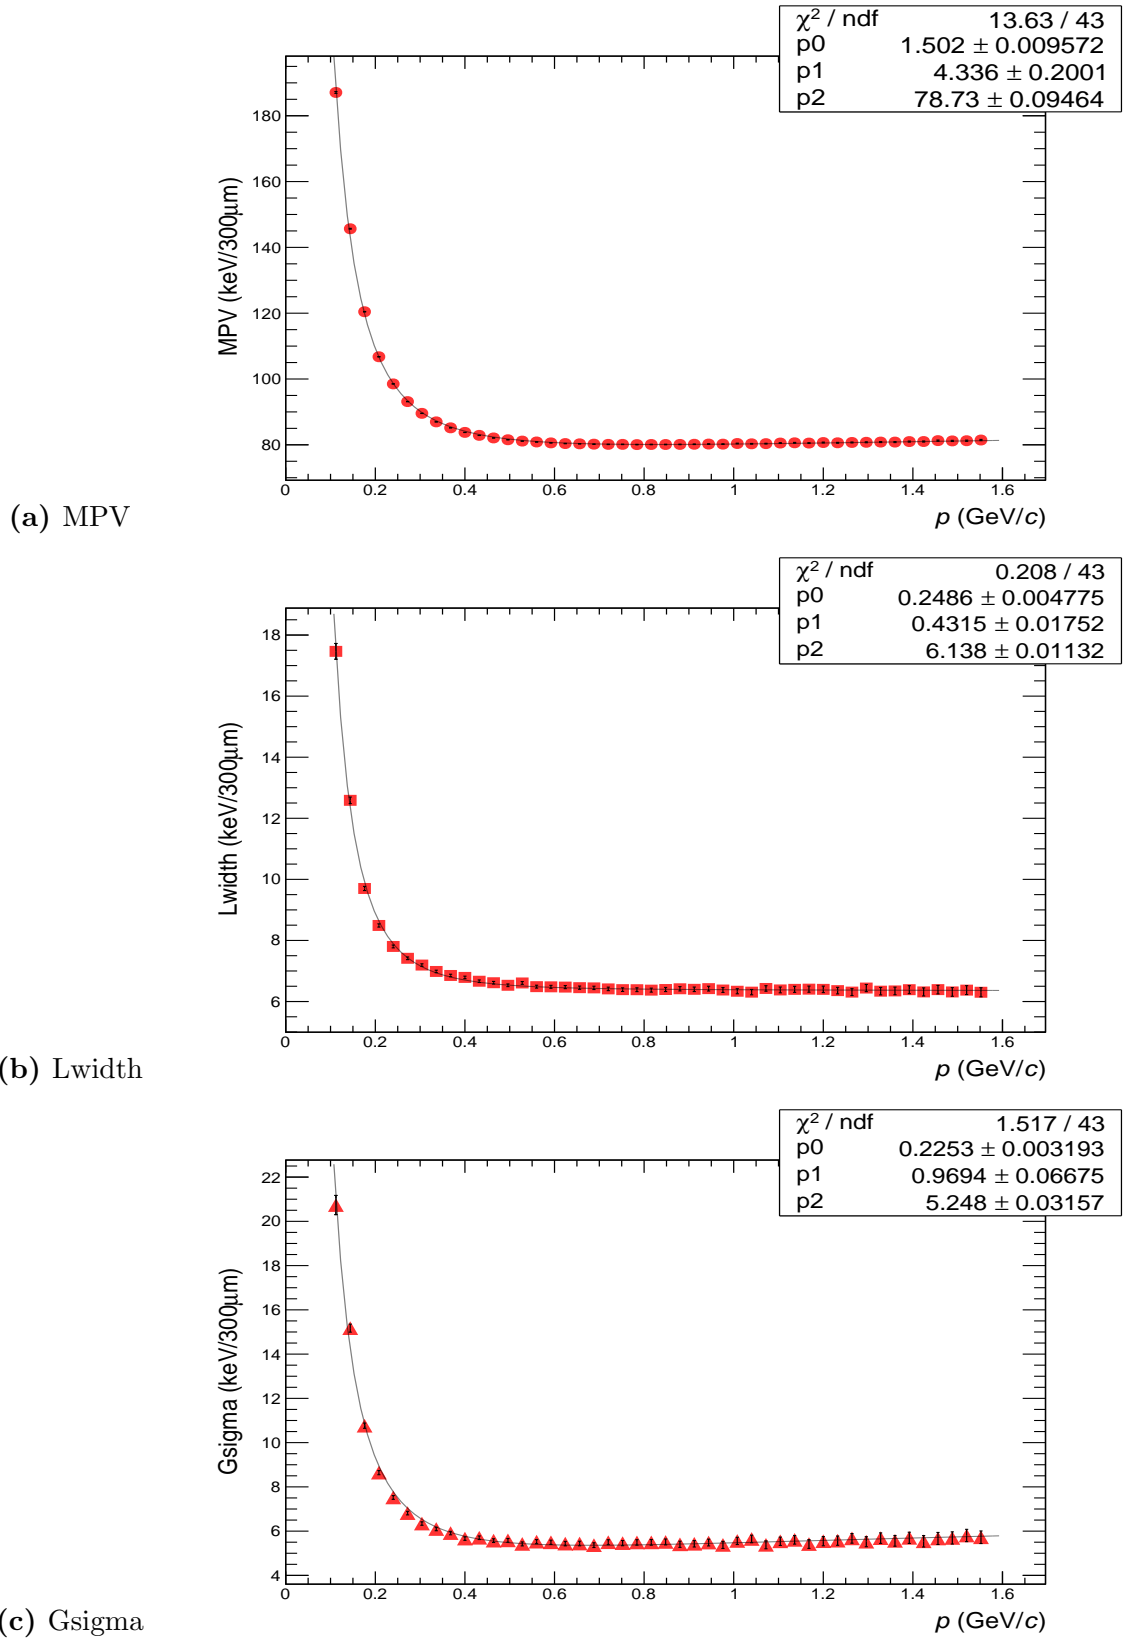 χ² / ndf 13.63 / 43
p0 1.502 ± 0.009572
p1 4.336 ± 0.2001
p2 78.73 ± 0.09464
MPV (keV/300μm)
180
160
140
120
100
80
0 0.2 0.4 0.6 0.8 1 1.2 1.4 1.6
p (GeV/c)
(a) MPV
χ² / ndf 0.208 / 43
p0 0.2486 ± 0.004775
p1 0.4315 ± 0.01752
p2 6.138 ± 0.01132
Lwidth (keV/300μm)
18
16
14
12
10
8
6
0 0.2 0.4 0.6 0.8 1 1.2 1.4 1.6
p (GeV/c)
(b) Lwidth
χ² / ndf 1.517 / 43
p0 0.2253 ± 0.003193
p1 0.9694 ± 0.06675
p2 5.248 ± 0.03157
Gsigma (keV/300μm)
22
20
18
16
14
12
10
8
6
4
0 0.2 0.4 0.6 0.8 1 1.2 1.4 1.6
p (GeV/c)
(c) Gsigma